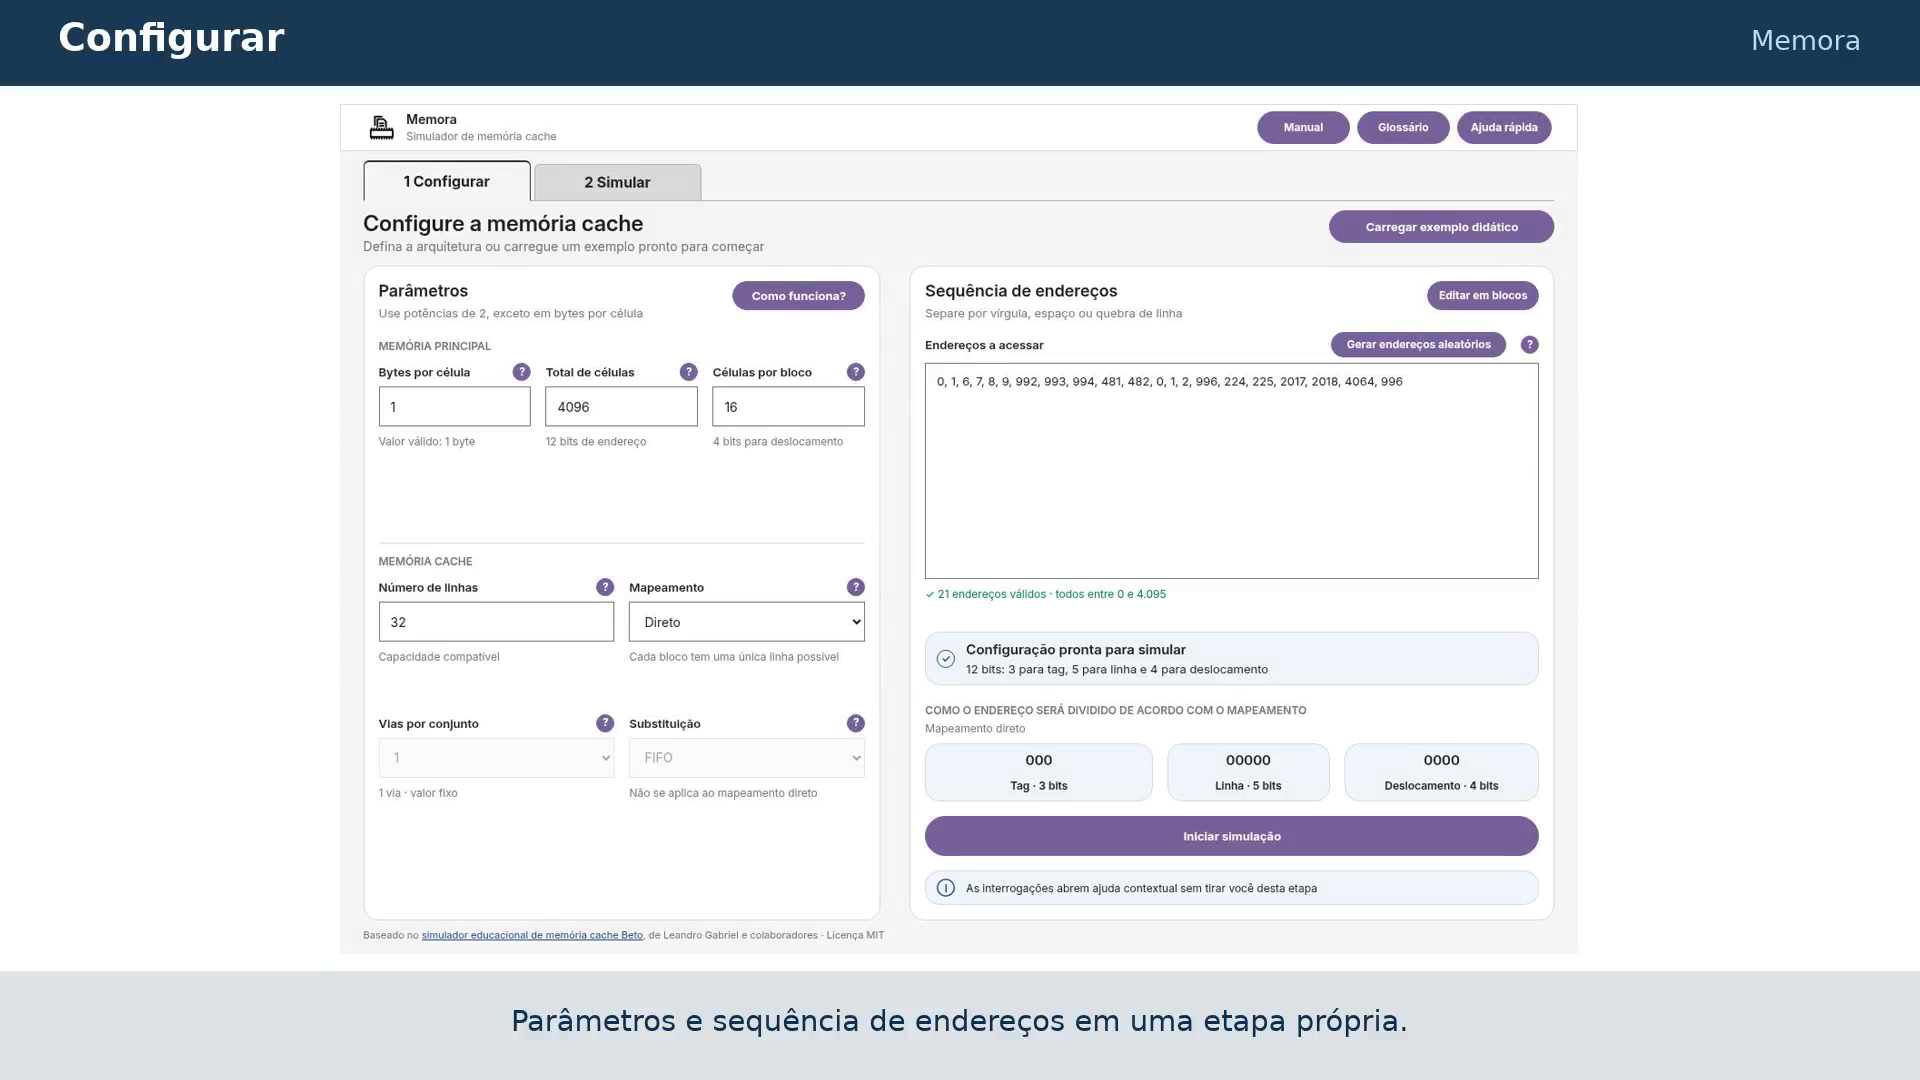 Configurar
Memora
Memora
Simulador de memória cache
Manual
Glossário
Ajuda rápida
1 Configurar
2 Simular
Configure a memória cache
Defina a arquitetura ou carregue um exemplo pronto para começar
Carregar exemplo didático
Parâmetros
Use potências de 2, exceto em bytes por célula
Como funciona?
MEMÓRIA PRINCIPAL
Bytes por célula
?
Total de células
?
Células por bloco
?
1
4096
16
Valor válido: 1 byte
12 bits de endereço
4 bits para deslocamento
MEMÓRIA CACHE
Número de linhas
?
Mapeamento
?
32
Direto
Capacidade compatível
Cada bloco tem uma única linha possível
Vias por conjunto
?
Substituição
?
1
FIFO
1 via · valor fixo
Não se aplica ao mapeamento direto
Sequência de endereços
Separe por vírgula, espaço ou quebra de linha
Editar em blocos
Endereços a acessar
Gerar endereços aleatórios
?
0, 1, 6, 7, 8, 9, 992, 993, 994, 481, 482, 0, 1, 2, 996, 224, 225, 2017, 2018, 4064, 996
✓ 21 endereços válidos · todos entre 0 e 4.095
Configuração pronta para simular
12 bits: 3 para tag, 5 para linha e 4 para deslocamento
COMO O ENDEREÇO SERÁ DIVIDIDO DE ACORDO COM O MAPEAMENTO
Mapeamento direto
000
Tag · 3 bits
00000
Linha · 5 bits
0000
Deslocamento · 4 bits
Iniciar simulação
As interrogações abrem ajuda contextual sem tirar você desta etapa
Baseado no simulador educacional de memória cache Beto, de Leandro Gabriel e colaboradores · Licença MIT
Parâmetros e sequência de endereços em uma etapa própria.